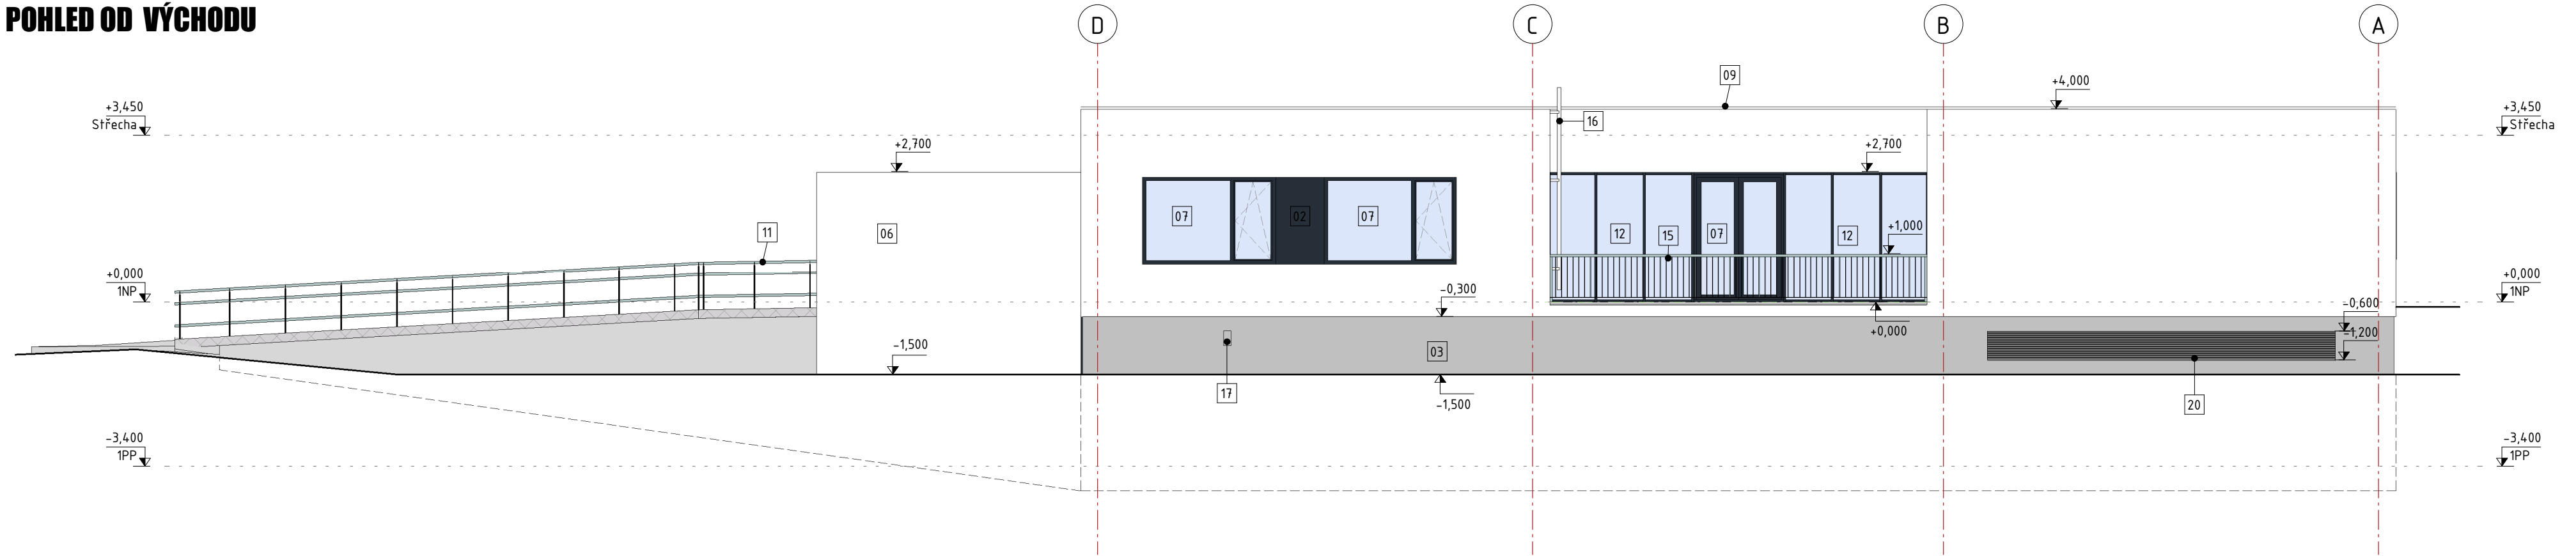 POHLED OD VÝCHODU
D
C
B
A
09
+4,000
+3,450
Střecha
+3,450
Střecha
16
+2,700
+2,700
07
02
07
11
06
12
15
07
12
+1,000
+0,000
1NP
+0,000
1NP
-0,300
-0,600
+0,000
-1,200
-1,500
03
17
-1,500
20
-3,400
1PP
-3,400
1PP